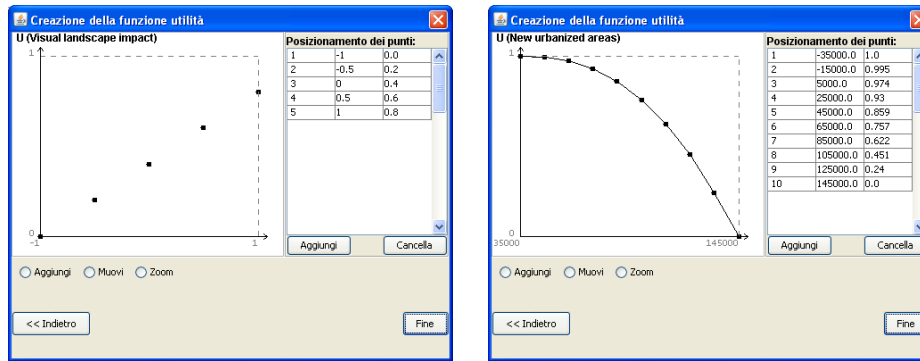 Creazione della funzione utilità
U (Visual landscape impact)
1
0
-1
1
Posizionamento dei punti:
1 -1 0.0
2 -0.5 0.2
3 0 0.4
4 0.5 0.6
5 1 0.8
Aggiungi Cancella
Aggiungi Muovi Zoom
<< Indietro Fine
Creazione della funzione utilità
U (New urbanized areas)
1
0
35000
145000
Posizionamento dei punti:
1 -35000.0 1.0
2 -15000.0 0.995
3 5000.0 0.974
4 25000.0 0.93
5 45000.0 0.859
6 65000.0 0.757
7 85000.0 0.622
8 105000.0 0.451
9 125000.0 0.24
10 145000.0 0.0
Aggiungi Cancella
Aggiungi Muovi Zoom
<< Indietro Fine